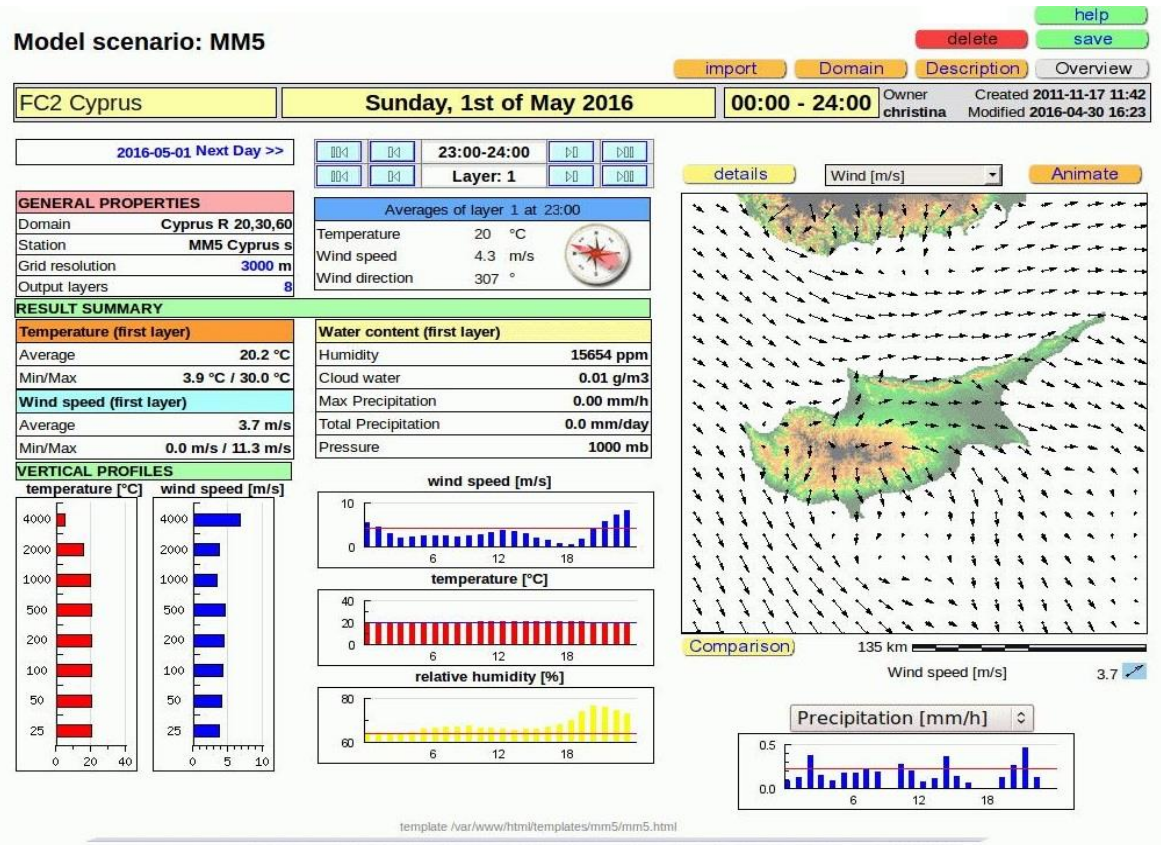 help
Model scenario: MM5
delete save
import Domain Description Overview
FC2 Cyprus Sunday, 1st of May 2016 00:00 - 24:00 Owner Created 2011-11-17 11:42
christina Modified 2016-04-30 16:23
2016-05-01 Next Day >>
23:00-24:00
Layer: 1
details Wind [m/s] Animate
GENERAL PROPERTIES
Domain Cyprus R 20,30,60
Station MM5 Cyprus s
Grid resolution 3000 m
Output layers 8
Averages of layer 1 at 23:00
Temperature 20 °C
Wind speed 4.3 m/s
Wind direction 307 °
RESULT SUMMARY
Temperature (first layer)
Average 20.2 °C
Min/Max 3.9 °C / 30.0 °C
Wind speed (first layer)
Average 3.7 m/s
Min/Max 0.0 m/s / 11.3 m/s
Water content (first layer)
Humidity 15654 ppm
Cloud water 0.01 g/m3
Max Precipitation 0.00 mm/h
Total Precipitation 0.0 mm/day
Pressure 1000 mb
VERTICAL PROFILES
temperature [°C] wind speed [m/s]
4000 4000
2000 2000
1000 1000
500 500
200 200
100 100
50 50
25 25
0 20 40 0 5 10
wind speed [m/s]
10
0
6 12 18
temperature [°C]
40
20
0
6 12 18
relative humidity [%]
80
60
6 12 18
Comparison 135 km
Wind speed [m/s] 3.7
Precipitation [mm/h]
0.5
0.0
6 12 18
template /var/www/html/templates/mm5/mm5.html